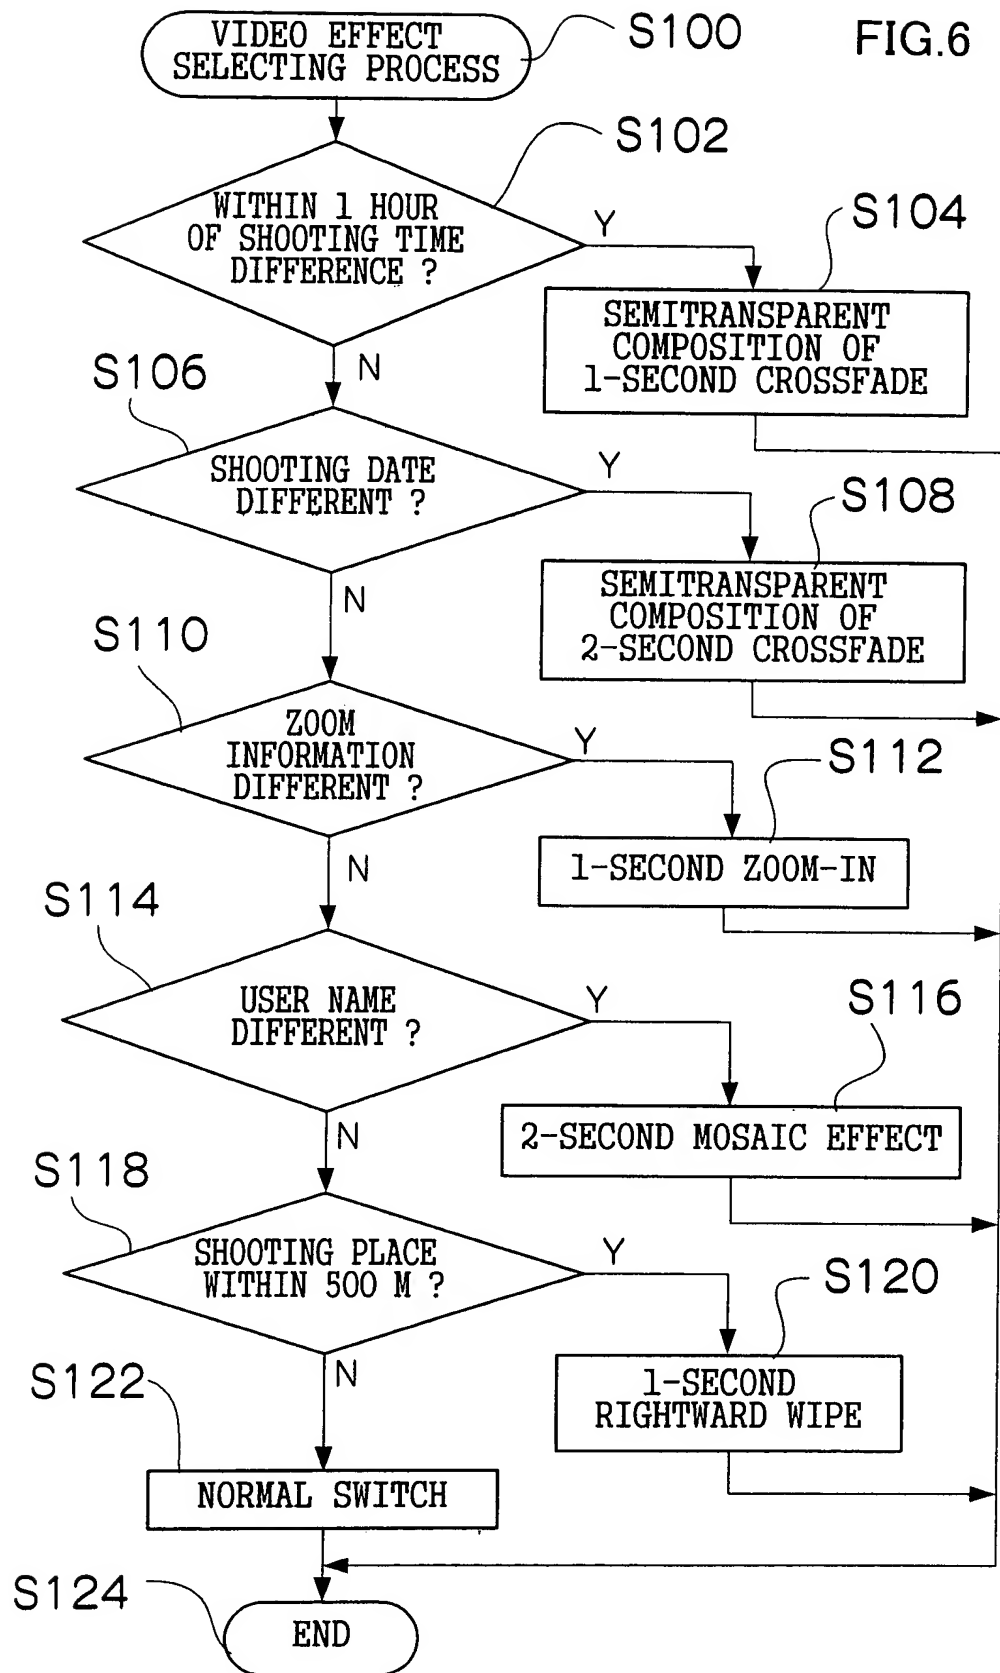 FIG.6
VIDEO EFFECT
SELECTING PROCESS
S100
S102
WITHIN 1 HOUR
OF SHOOTING TIME
DIFFERENCE ?
Y
N
S104
SEMITRANSPARENT
COMPOSITION OF
1-SECOND CROSSFADE
S106
SHOOTING DATE
DIFFERENT ?
Y
N
S108
SEMITRANSPARENT
COMPOSITION OF
2-SECOND CROSSFADE
S110
ZOOM
INFORMATION
DIFFERENT ?
Y
N
S112
1-SECOND ZOOM-IN
S114
USER NAME
DIFFERENT ?
Y
N
S116
2-SECOND MOSAIC EFFECT
S118
SHOOTING PLACE
WITHIN 500 M ?
Y
N
S120
1-SECOND
RIGHTWARD WIPE
S122
NORMAL SWITCH
S124
END